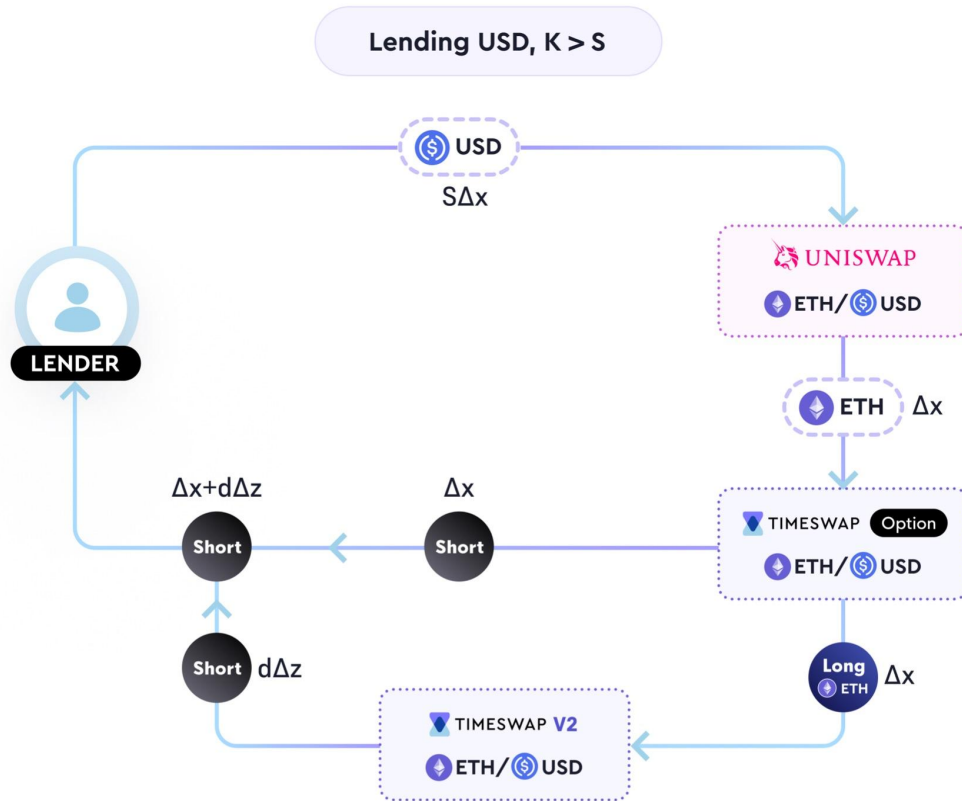 Lending USD, K > S
USD
SΔx
UNISWAP
ETH/ USD
ETH Δx
LENDER
Δx+dΔz
Δx
TIMESWAP Option
ETH/ USD
Short
Short
Short dΔz
Long
ETH
Δx
TIMESWAP V2
ETH/ USD